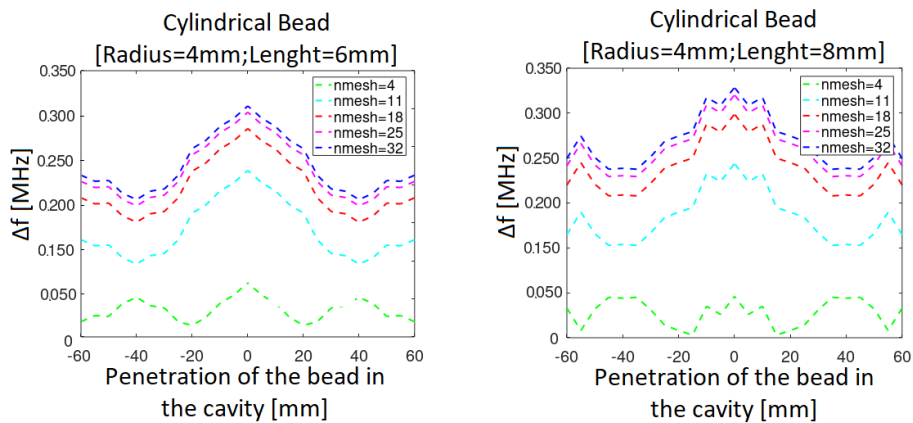 Cylindrical Bead
[Radius=4mm;Lenght=6mm]
0.350
0.300
0.250
0.200
0.150
0.050
0
Δf [MHz]
nmesh=4
nmesh=11
nmesh=18
nmesh=25
nmesh=32
-60 -40 -20 0 20 40 60
Penetration of the bead in
the cavity [mm]
Cylindrical Bead
[Radius=4mm;Lenght=8mm]
0.350
0.300
0.250
0.200
0.150
0.050
0
Δf [MHz]
nmesh=4
nmesh=11
nmesh=18
nmesh=25
nmesh=32
-60 -40 -20 0 20 40 60
Penetration of the bead in
the cavity [mm]